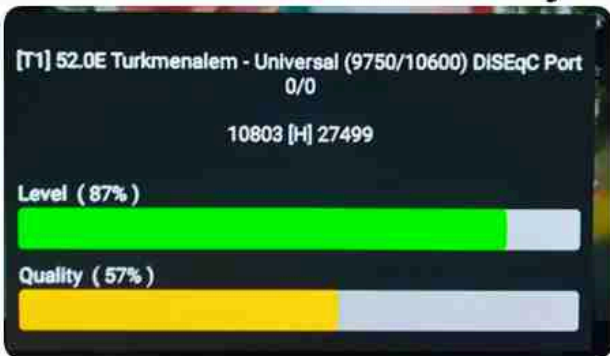 [T1] 52.0E Turkmenalem - Universal (9750/10600) DiSEqC Port
0/0
10803 [H] 27499
Level ( 87% )
Quality ( 57% )